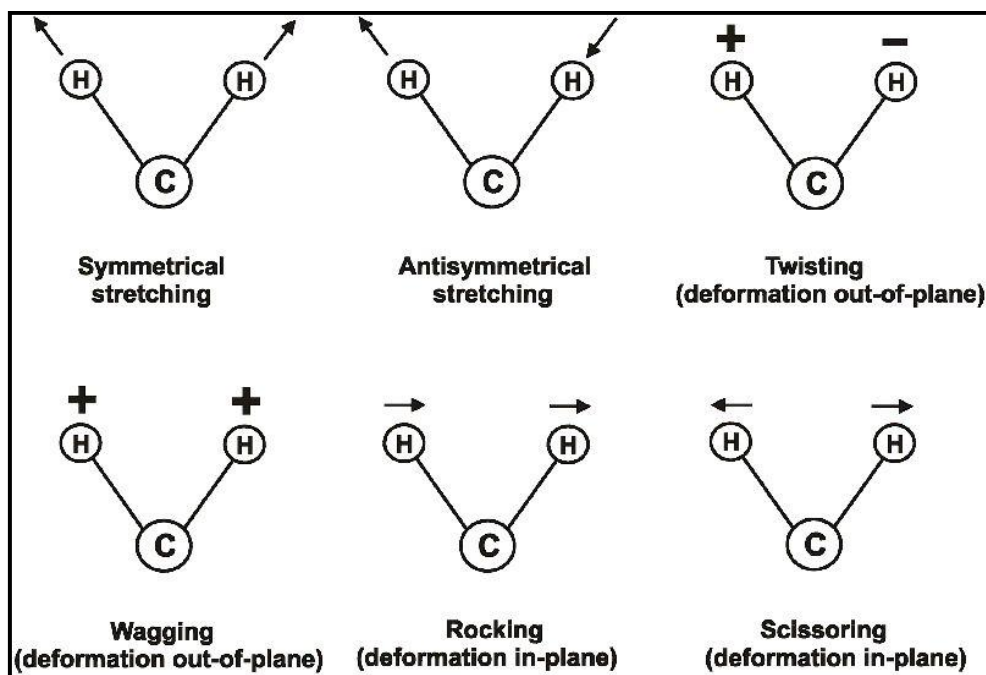 H H H H + −
H H
C C C
Symmetrical
stretching
Antisymmetrical
stretching
Twisting
(deformation out-of-plane)
+ +
H H H H H H
C C C
Wagging
(deformation out-of-plane)
Rocking
(deformation in-plane)
Scissoring
(deformation in-plane)